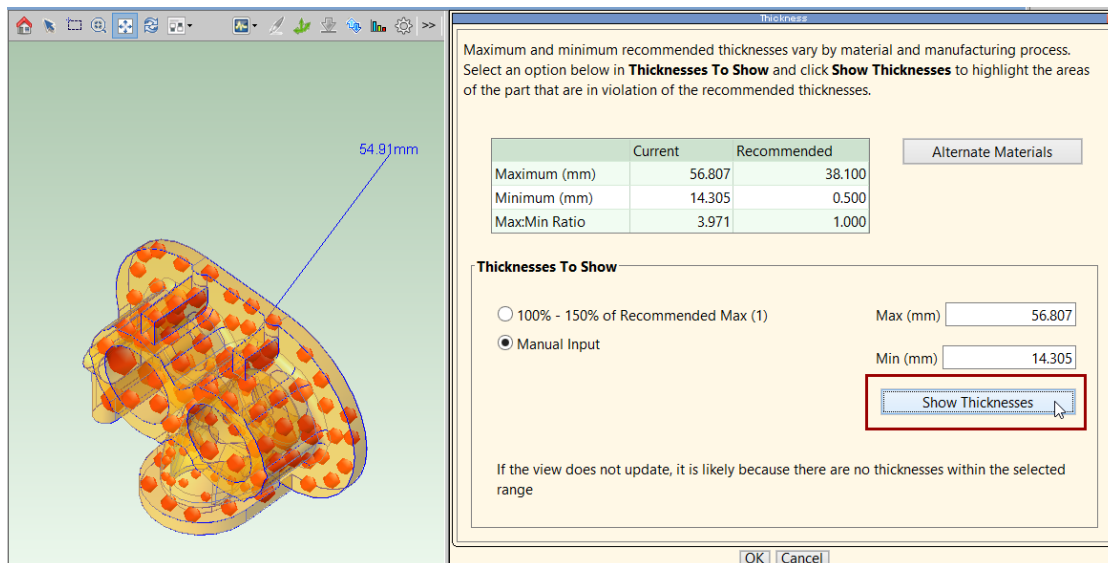 >>
Thickness
54.91mm
Maximum and minimum recommended thicknesses vary by material and manufacturing process.
Select an option below in Thicknesses To Show and click Show Thicknesses to highlight the areas
of the part that are in violation of the recommended thicknesses.
Current Recommended
Maximum (mm) 56.807 38.100
Minimum (mm) 14.305 0.500
Max:Min Ratio 3.971 1.000
Alternate Materials
Thicknesses To Show
100% - 150% of Recommended Max (1)
Manual Input
Max (mm) 56.807
Min (mm) 14.305
Show Thicknesses
If the view does not update, it is likely because there are no thicknesses within the selected
range
OK Cancel